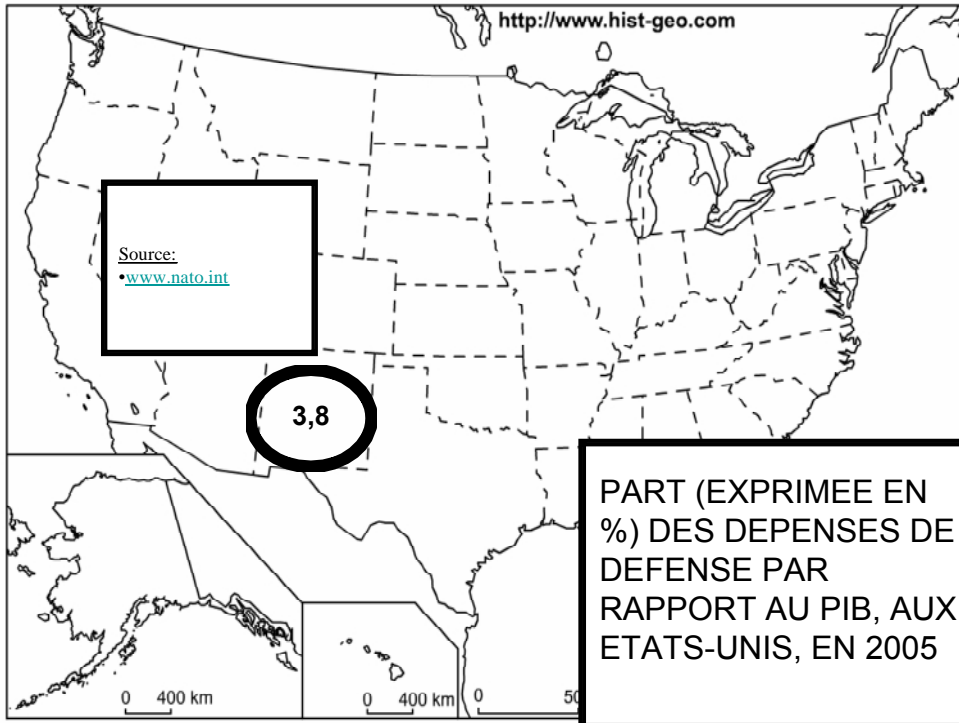 http://www.hist-geo.com
Source:
•www.nato.int
3,8
PART (EXPRIMEE EN
%) DES DEPENSES DE
DEFENSE PAR
RAPPORT AU PIB, AUX
ETATS-UNIS, EN 2005
0 400 km
0 400 km
0 50